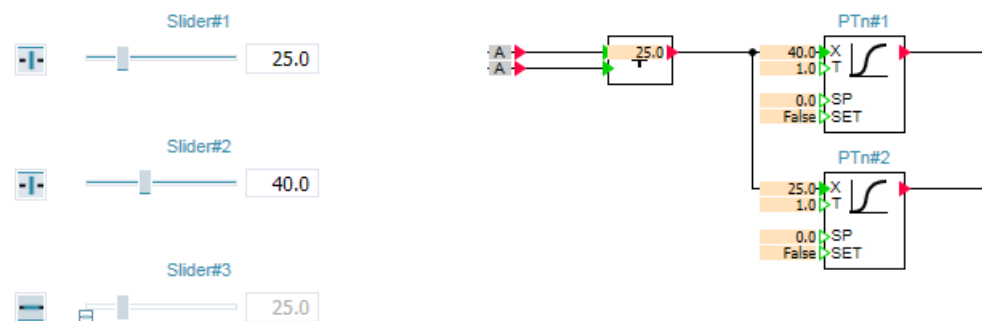 Slider#1
25.0
Slider#2
40.0
Slider#3
25.0
A
A
25.0
+
PTn#1
40.0 X
1.0 T
0.0 SP
False SET
PTn#2
25.0 X
1.0 T
0.0 SP
False SET